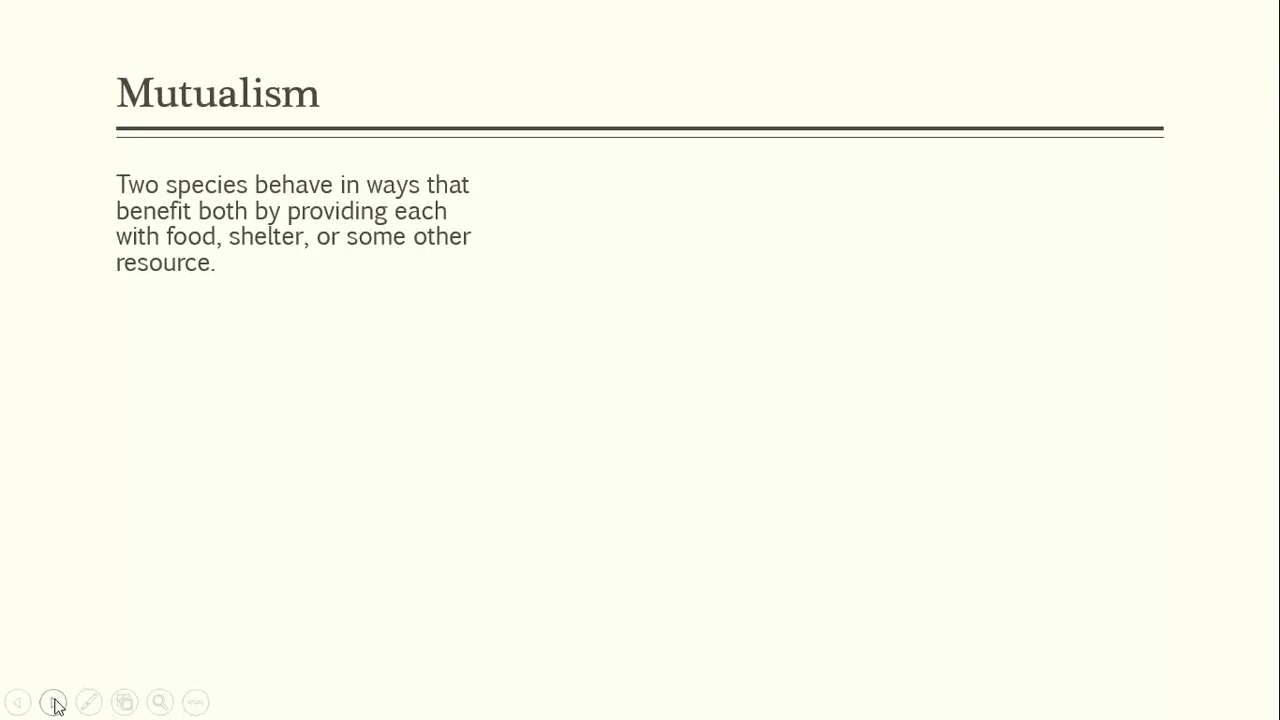 Mutualism
Two species behave in ways that
benefit both by providing each
with food, shelter, or some other
resource.